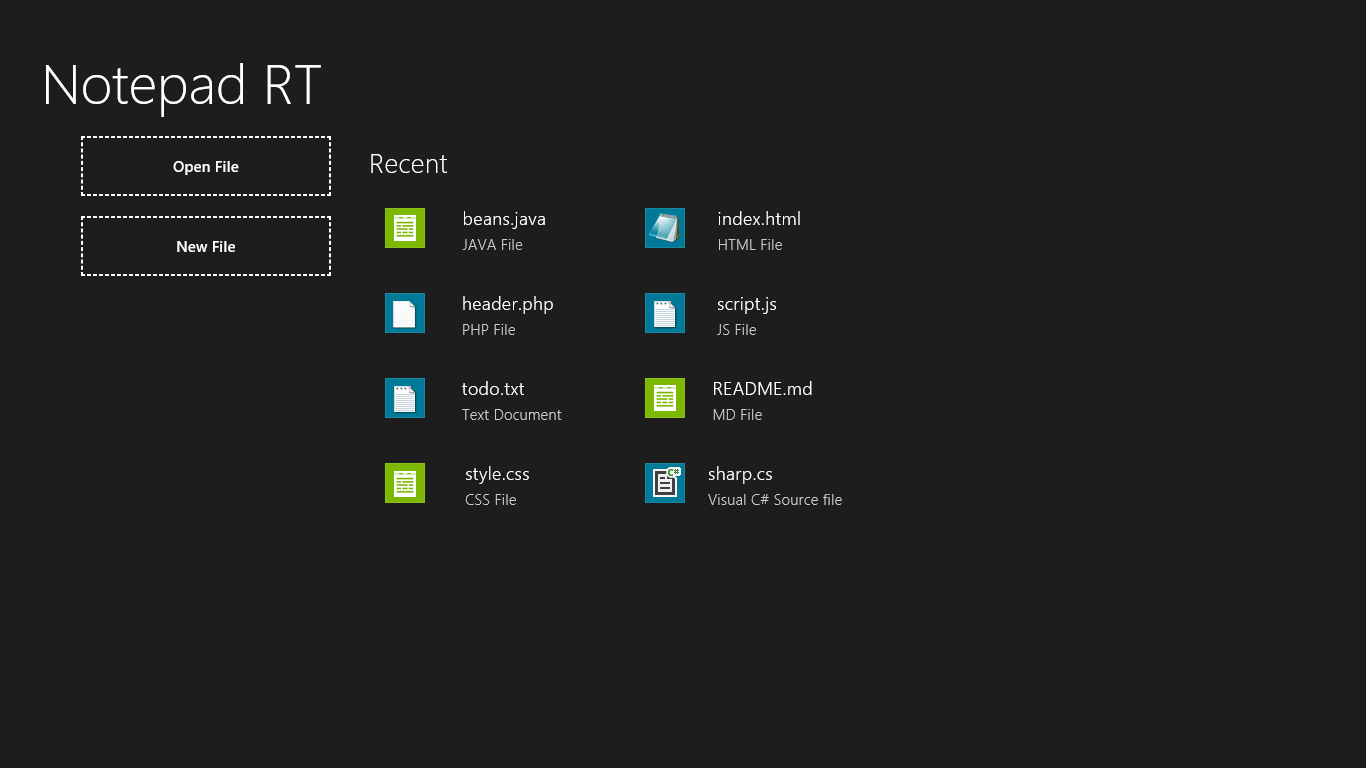 Notepad RT
Open File
New File
Recent
beans.java
JAVA File
index.html
HTML File
header.php
PHP File
script.js
JS File
todo.txt
Text Document
README.md
MD File
style.css
CSS File
C#
sharp.cs
Visual C# Source file